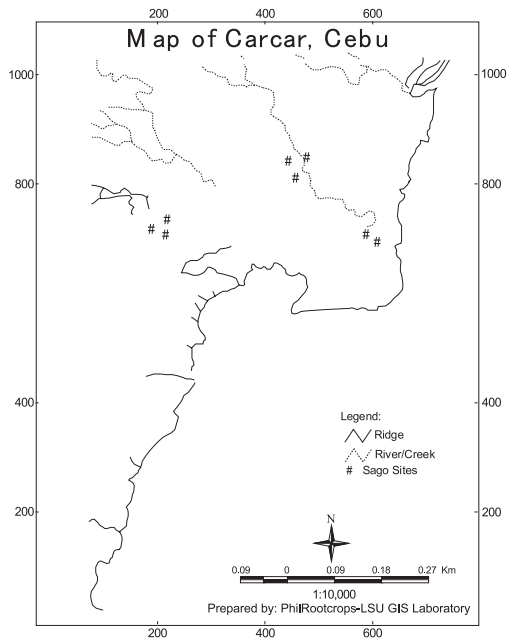 200 400 600
Map of Carcar, Cebu
1000 1000
800 800
# #
#
# #
# #
#
400 400
Legend:
Ridge
River/Creek
# Sago Sites
200 200
N
0.09 0 0.09 0.18 0.27 Km
1:10,000
Prepared by: PhilRootcrops-LSU GIS Laboratory
200 400 600